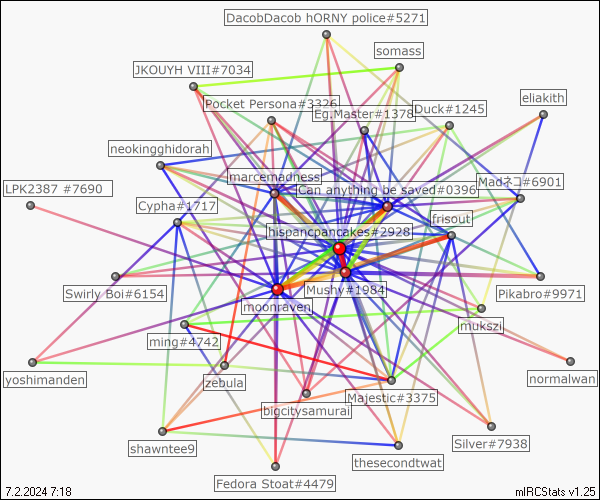 DacobDacob hORNY police#5271
somass
JKOUYH VIII#7034
Pocket Persona#3326
Eg.Master#1378
Duck#1245
eliakith
neokingghidorah
marcemadness
Can anything be saved#0396
Madネコ#6901
LPK2387 #7690
Cypha#1717
hispancpancakes#2928
frisout
Swirly Boi#6154
Mushy#1984
Pikabro#9971
moonraven
mukszi
ming#4742
yoshimanden
zebula
bigcitysamurai
Majestic#3375
normalwan
shawntee9
Silver#7938
thesecondtwat
Fedora Stoat#4479
7.2.2024 7:18
mIRCStats v1.25